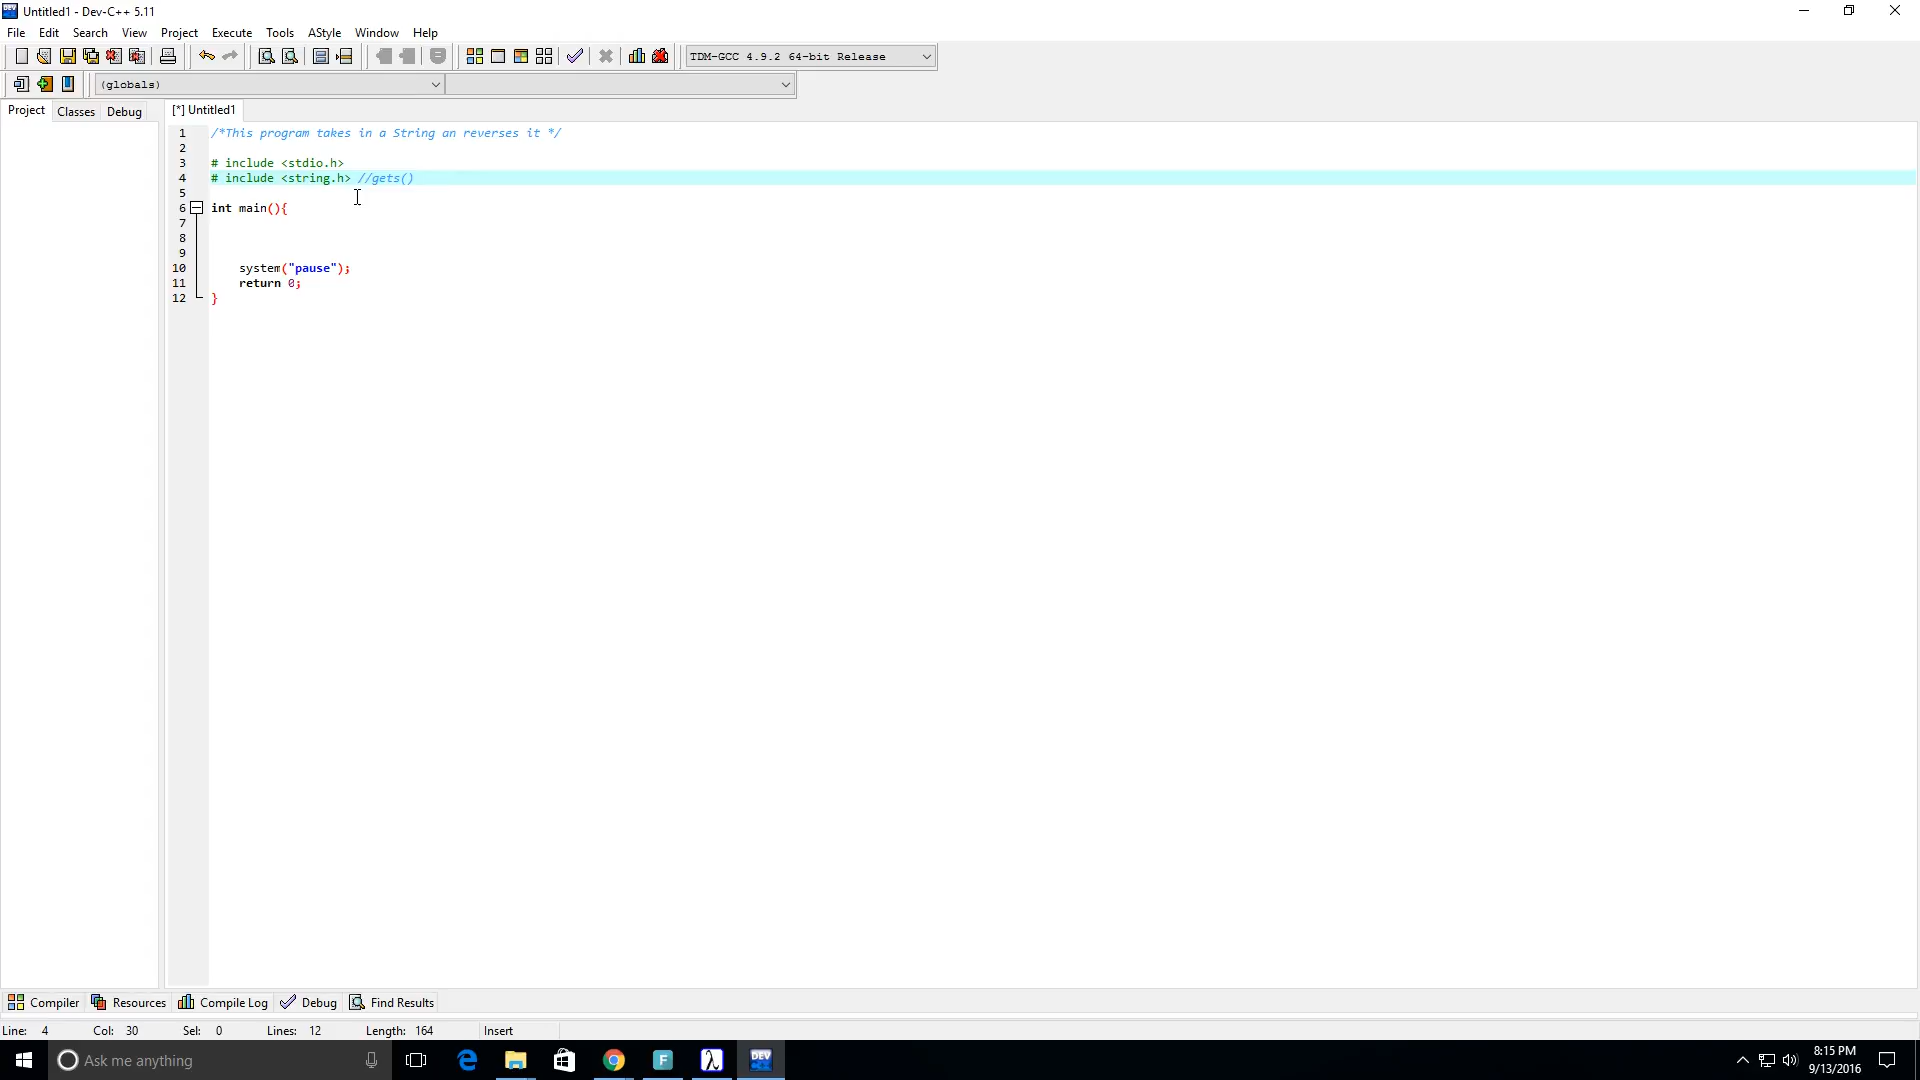 Untitled1 - Dev-C++ 5.11
File Edit Search View Project Execute Tools AStyle Window Help
TDM-GCC 4.9.2 64-bit Release
(globals)
Project Classes Debug [*] Untitled1
1 /*This program takes in a String an reverses it */
2
3 # include <stdio.h>
4 # include <string.h> //gets()
5
6 int main(){
7
8
9
10 system("pause");
11 return 0;
12 }
Compiler Resources Compile Log Debug Find Results
Line: 4 Col: 30 Sel: 0 Lines: 12 Length: 164 Insert
Ask me anything
DEV
8:15 PM
9/13/2016